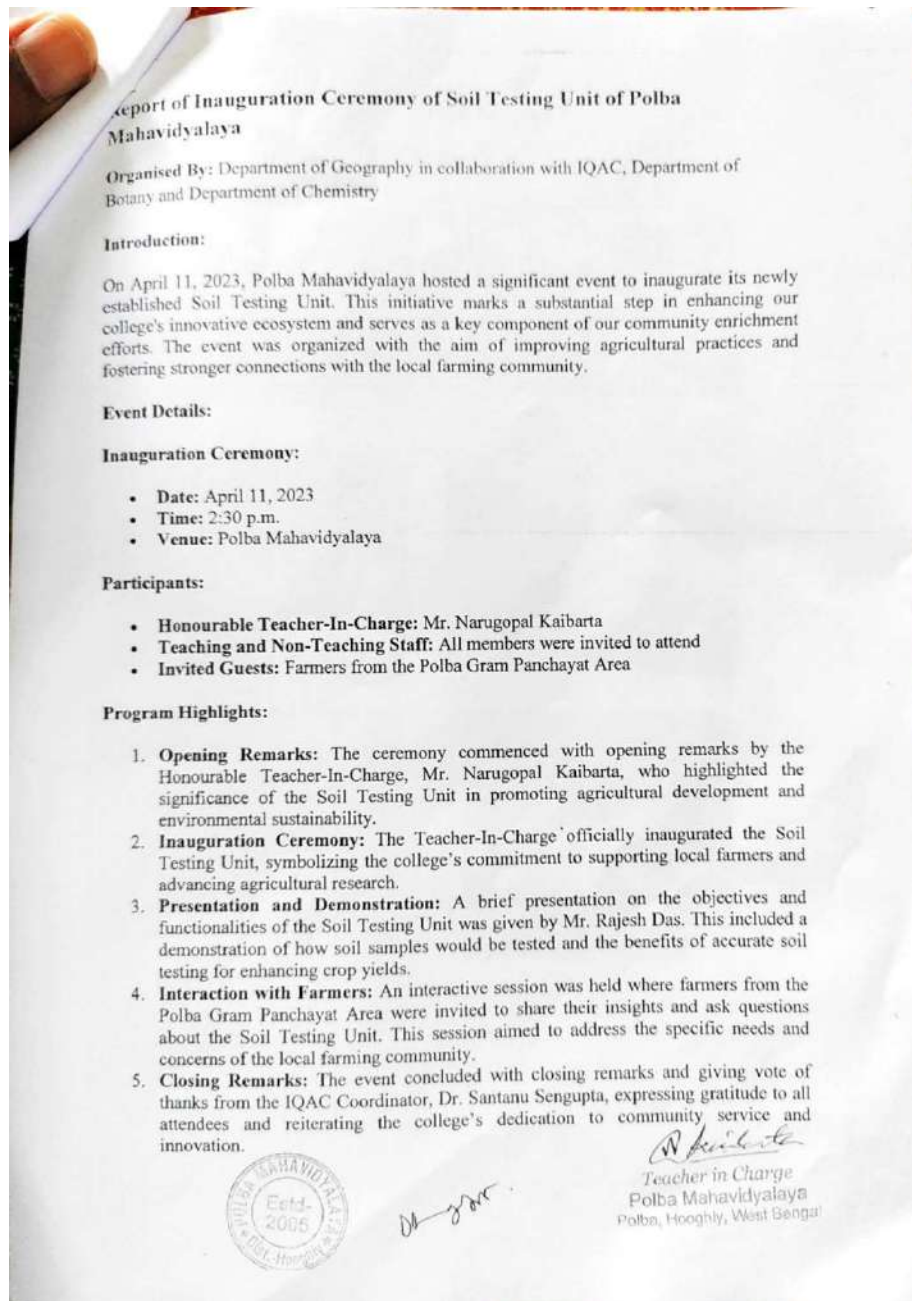 eport of Inauguration Ceremony of Soil Testing Unit of Polba
Mahavidyalaya
Organised By: Department of Geography in collaboration with IQAC, Department of
Botany and Department of Chemistry
Introduction:
On April 11, 2023, Polba Mahavidyalaya hosted a significant event to inaugurate its newly
established Soil Testing Unit. This initiative marks a substantial step in enhancing our
college's innovative ecosystem and serves as a key component of our community enrichment
efforts. The event was organized with the aim of improving agricultural practices and
fostering stronger connections with the local farming community.
Event Details:
Inauguration Ceremony:
• Date: April 11, 2023
• Time: 2:30 p.m.
• Venue: Polba Mahavidyalaya
Participants:
• Honourable Teacher-In-Charge: Mr. Narugopal Kaibarta
• Teaching and Non-Teaching Staff: All members were invited to attend
• Invited Guests: Farmers from the Polba Gram Panchayat Area
Program Highlights:
1. Opening Remarks: The ceremony commenced with opening remarks by the
Honourable Teacher-In-Charge, Mr. Narugopal Kaibarta, who highlighted the
significance of the Soil Testing Unit in promoting agricultural development and
environmental sustainability.
2. Inauguration Ceremony: The Teacher-In-Charge officially inaugurated the Soil
Testing Unit, symbolizing the college's commitment to supporting local farmers and
advancing agricultural research.
3. Presentation and Demonstration: A brief presentation on the objectives and
functionalities of the Soil Testing Unit was given by Mr. Rajesh Das. This included a
demonstration of how soil samples would be tested and the benefits of accurate soil
testing for enhancing crop yields.
4. Interaction with Farmers: An interactive session was held where farmers from the
Polba Gram Panchayat Area were invited to share their insights and ask questions
about the Soil Testing Unit. This session aimed to address the specific needs and
concerns of the local farming community.
5. Closing Remarks: The event concluded with closing remarks and giving vote of
thanks from the IQAC Coordinator, Dr. Santanu Sengupta, expressing gratitude to all
attendees and reiterating the college's dedication to community service and
innovation.
POLBA MAHAVIDYALAYA
Estd-
2005
Dist.-Hooghly
Teacher in Charge
Polba Mahavidyalaya
Polba, Hooghly, West Bengal